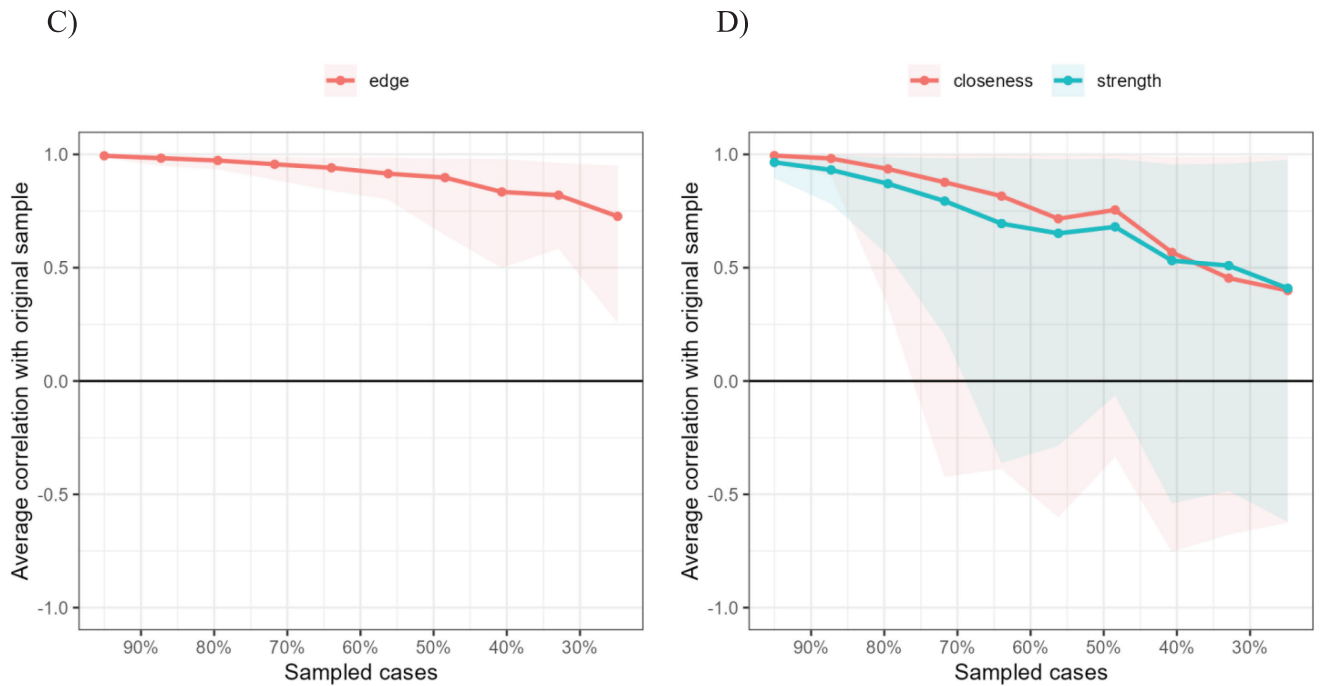 C)
edge
Average correlation with original sample
1.0
0.5
0.0
-0.5
-1.0
90% 80% 70% 60% 50% 40% 30%
Sampled cases
D)
closeness strength
Average correlation with original sample
1.0
0.5
0.0
-0.5
-1.0
90% 80% 70% 60% 50% 40% 30%
Sampled cases